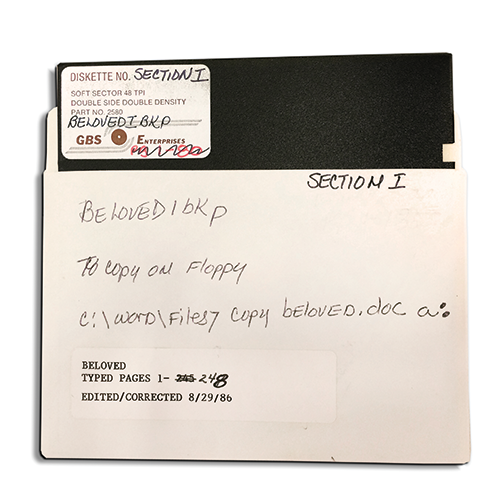 DISKETTE NO. SECTION I
SOFT SECTOR 48 TPI
DOUBLE SIDE DOUBLE DENSITY
PART NO. 2580
BELOVED I BKP
GBS ENTERPRISES
SECTION I
BELOVED1bKP
To copy on Floppy
c:\word\Files7 copy beloved.doc a:
BELOVED
TYPED PAGES 1- 245 248
EDITED/CORRECTED 8/29/86